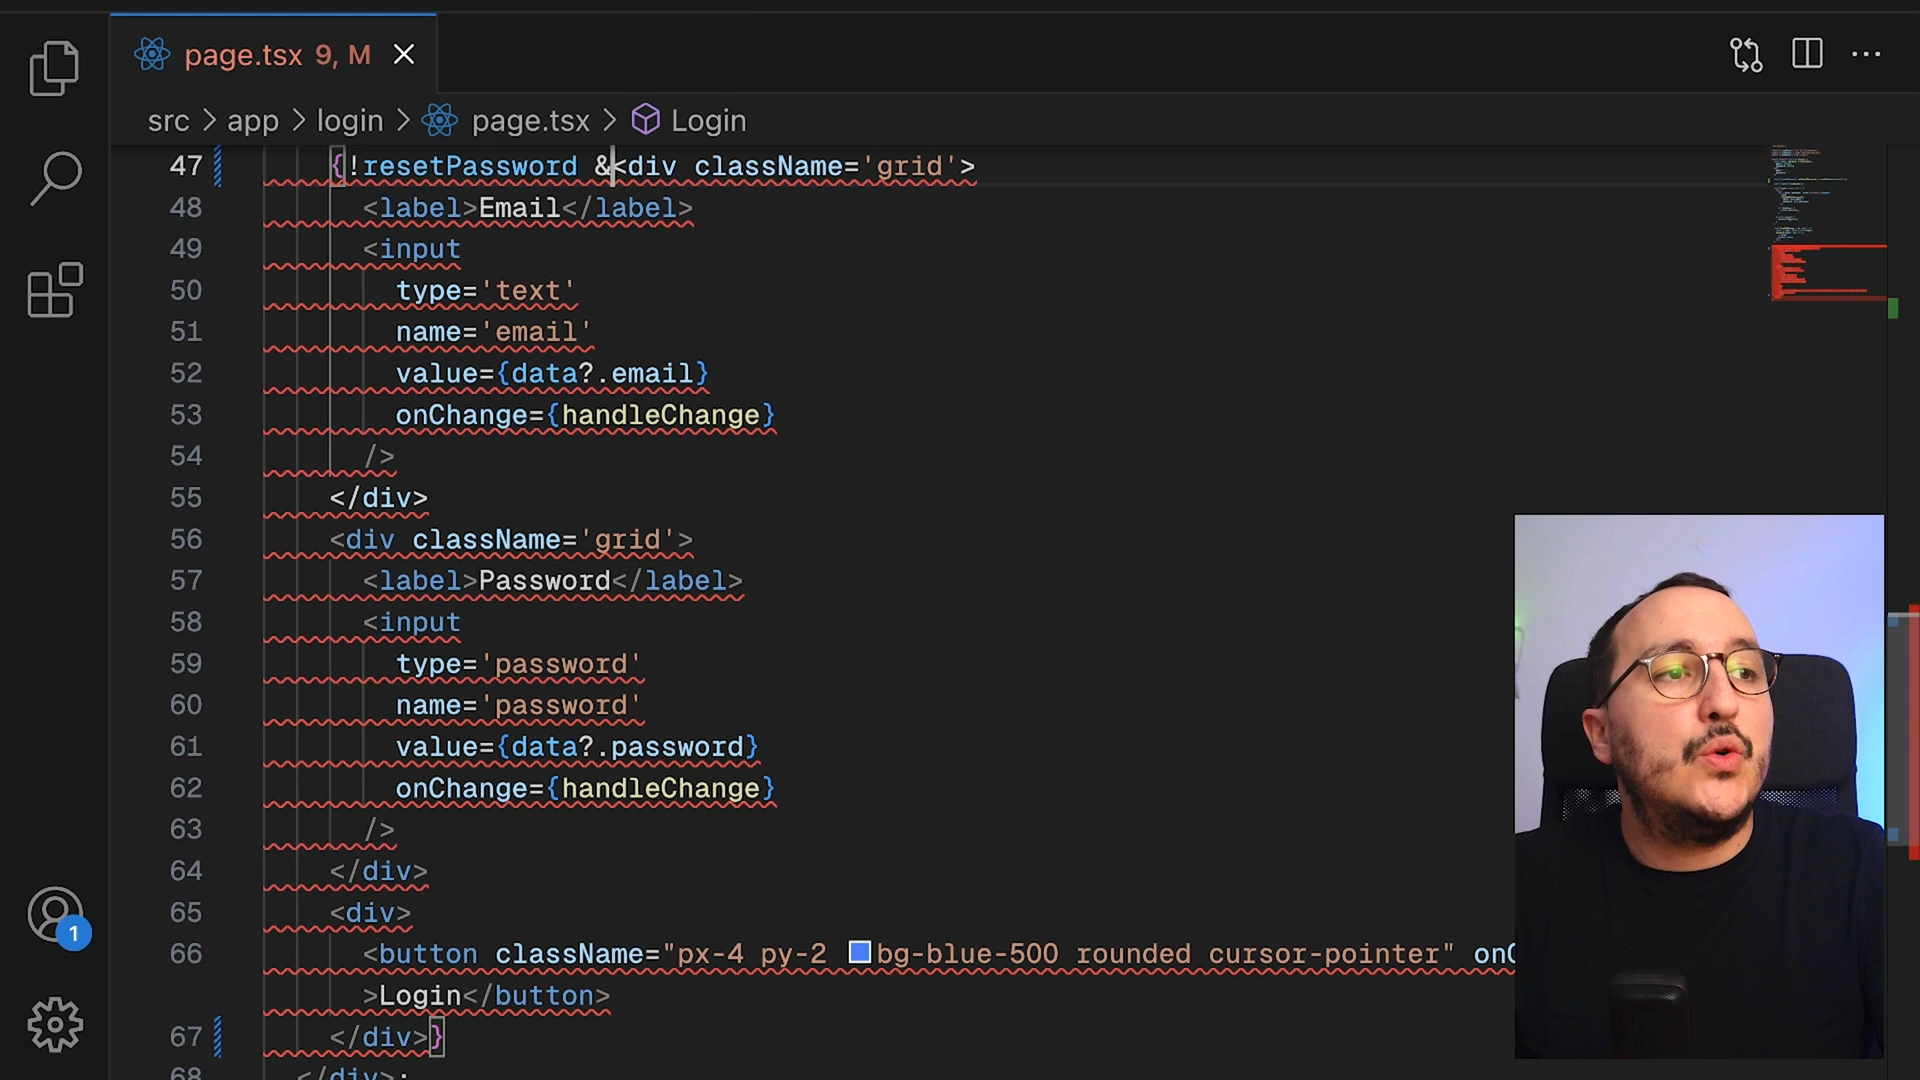 page.tsx 9, M
src > app > login > page.tsx > Login
47 {!resetPassword &<div className='grid'>
48 <label>Email</label>
49 <input
50 type='text'
51 name='email'
52 value={data?.email}
53 onChange={handleChange}
54 />
55 </div>
56 <div className='grid'>
57 <label>Password</label>
58 <input
59 type='password'
60 name='password'
61 value={data?.password}
62 onChange={handleChange}
63 />
64 </div>
65 <div>
66 <button className="px-4 py-2 bg-blue-500 rounded cursor-pointer" on
>Login</button>
67 </div>}
68 </div>;
1